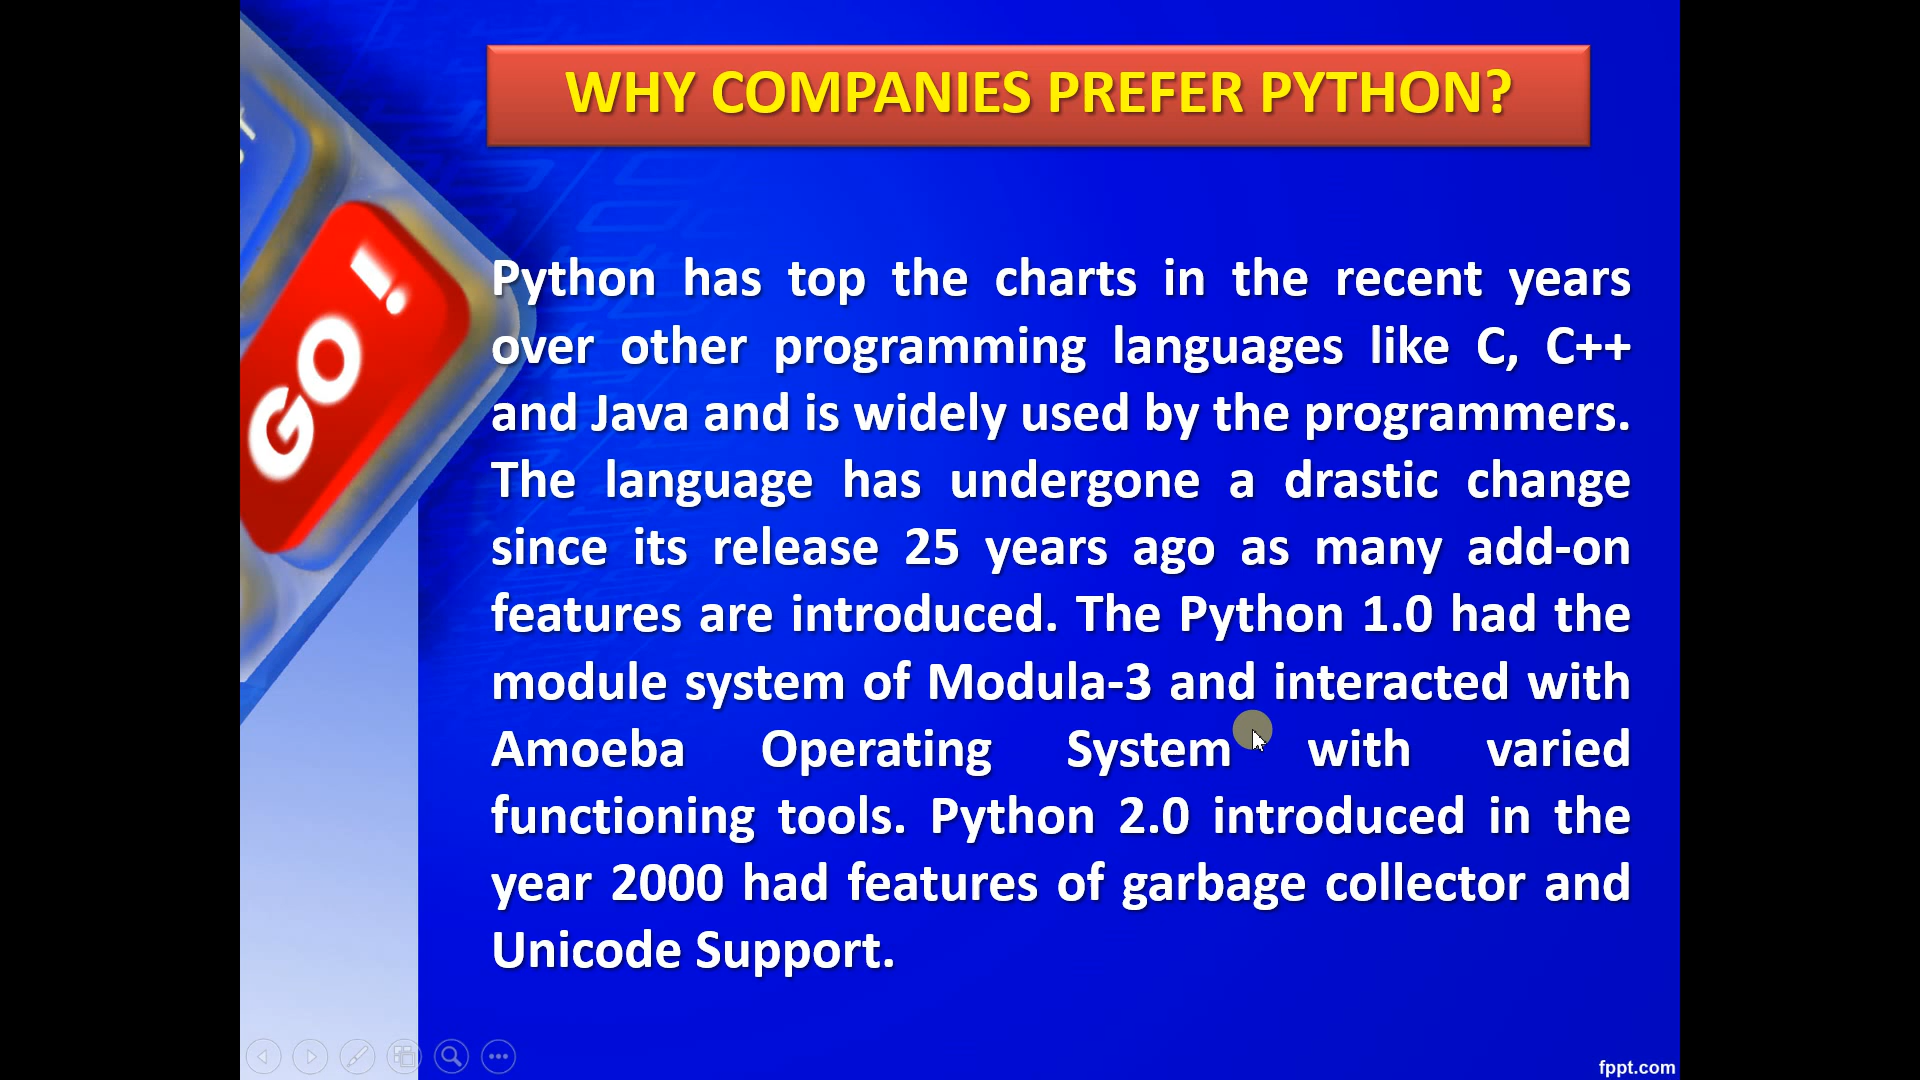 WHY COMPANIES PREFER PYTHON?
GO !
Python has top the charts in the recent years
over other programming languages like C, C++
and Java and is widely used by the programmers.
The language has undergone a drastic change
since its release 25 years ago as many add-on
features are introduced. The Python 1.0 had the
module system of Modula-3 and interacted with
Amoeba Operating System with varied
functioning tools. Python 2.0 introduced in the
year 2000 had features of garbage collector and
Unicode Support.
fppt.com